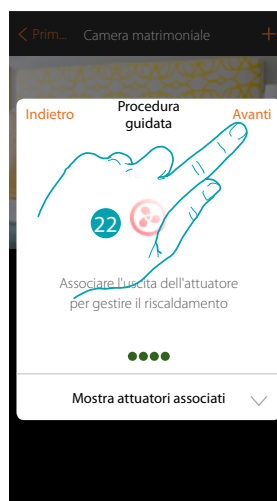 Prim... Camera matrimoniale
Indietro Procedura guidata Avanti
22
Associare l'uscita dell'attuatore
per gestire il riscaldamento
Mostra attuatori associati